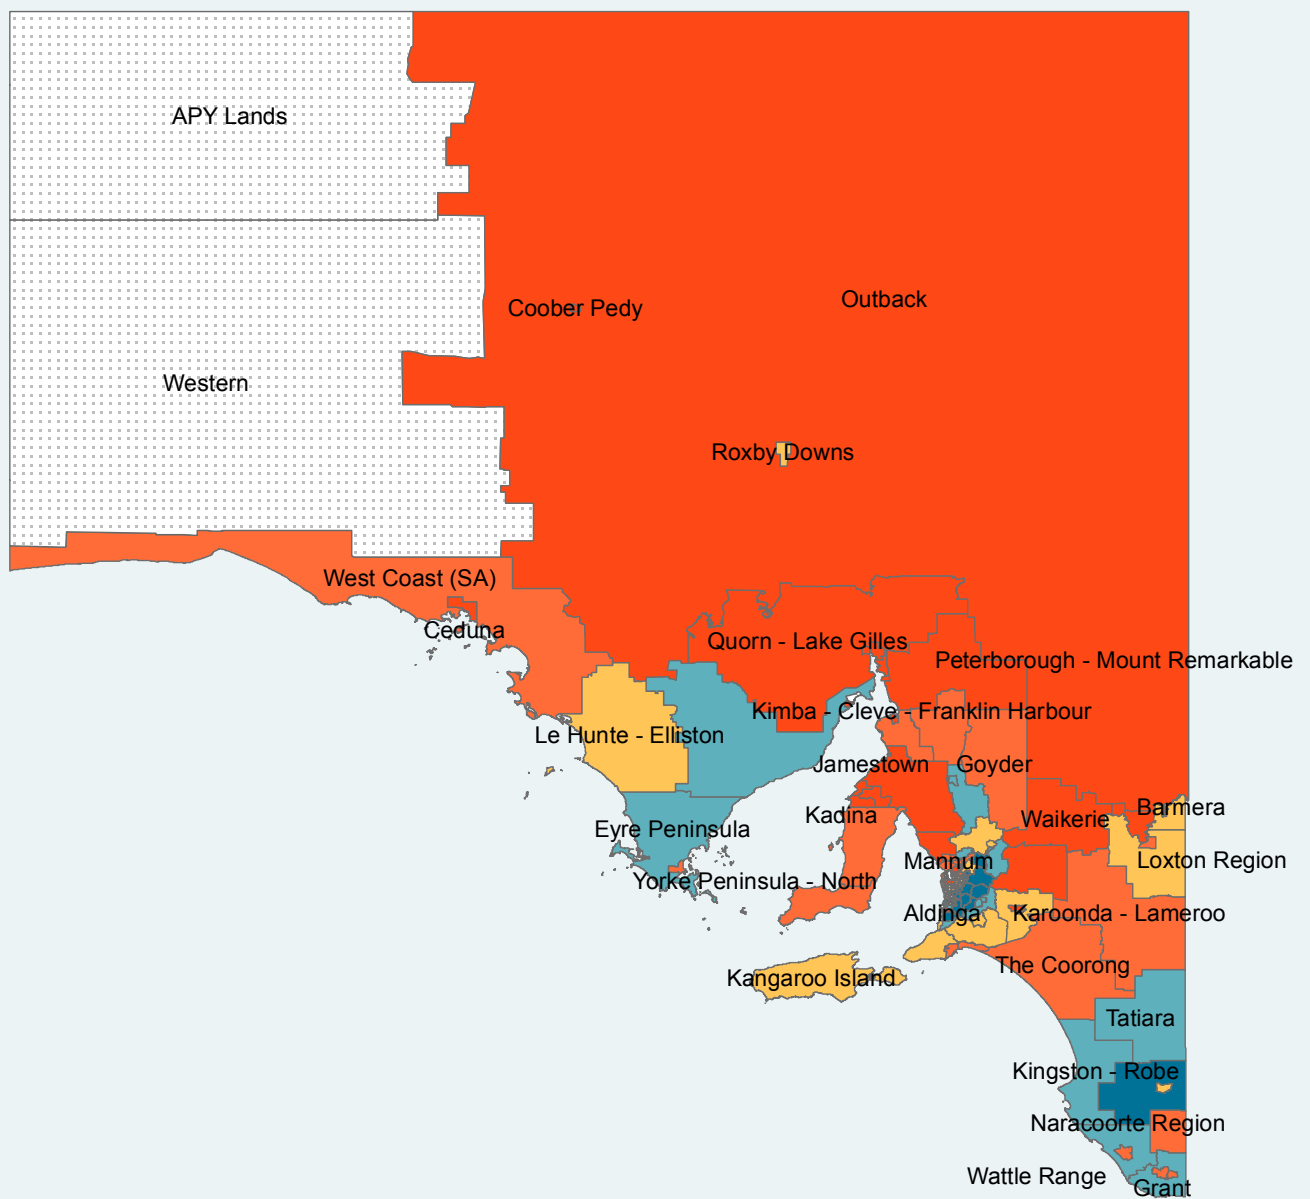 APY Lands
Outback
Coober Pedy
Western
Roxby Downs
West Coast (SA)
Ceduna
Quorn - Lake Gilles
Peterborough - Mount Remarkable
Kimba - Cleve - Franklin Harbour
Le Hunte - Elliston
Jamestown
Goyder
Barmera
Kadina
Waikerie
Eyre Peninsula
Mannum
Loxton Region
Yorke Peninsula - North
Aldinga
Karoonda - Lameroo
The Coorong
Kangaroo Island
Tatiara
Kingston - Robe
Naracoorte Region
Wattle Range
Grant